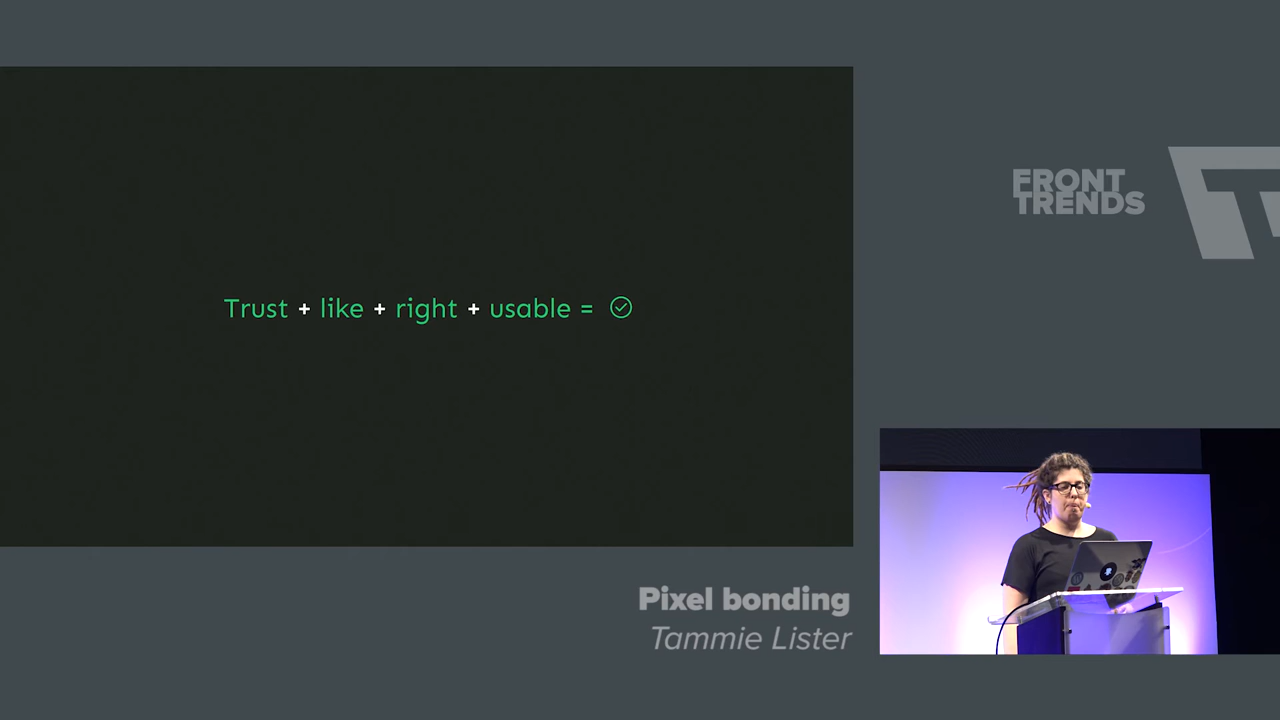 Trust + like + right + usable =
FRONT
TRENDS
Pixel bonding
Tammie Lister